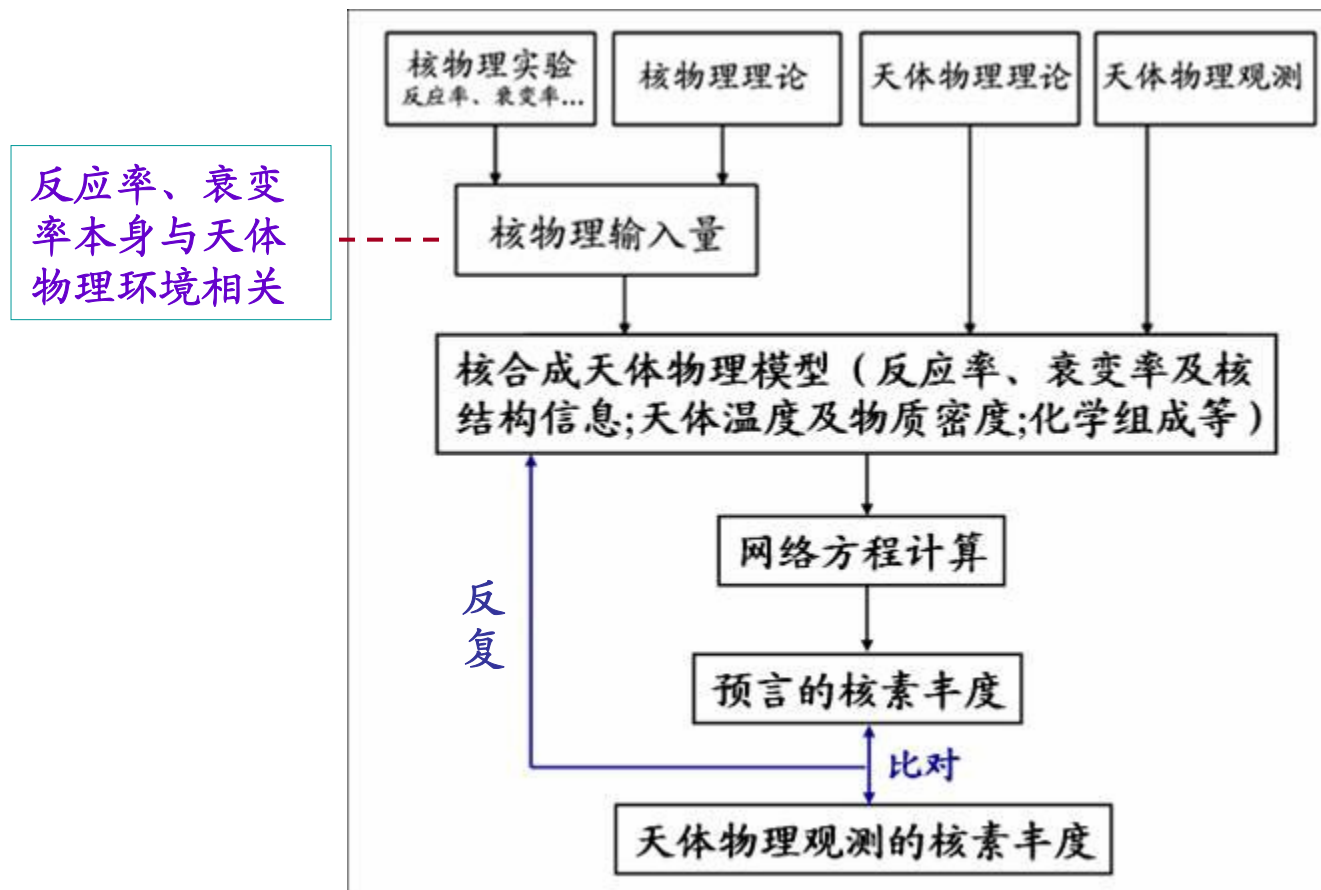 核物理实验
反应率、衰变率...
核物理理论
天体物理理论
天体物理观测
反应率、衰变
率本身与天体
物理环境相关
核物理输入量
核合成天体物理模型（反应率、衰变率及核
结构信息;天体温度及物质密度;化学组成等）
网络方程计算
反
复
预言的核素丰度
比对
天体物理观测的核素丰度